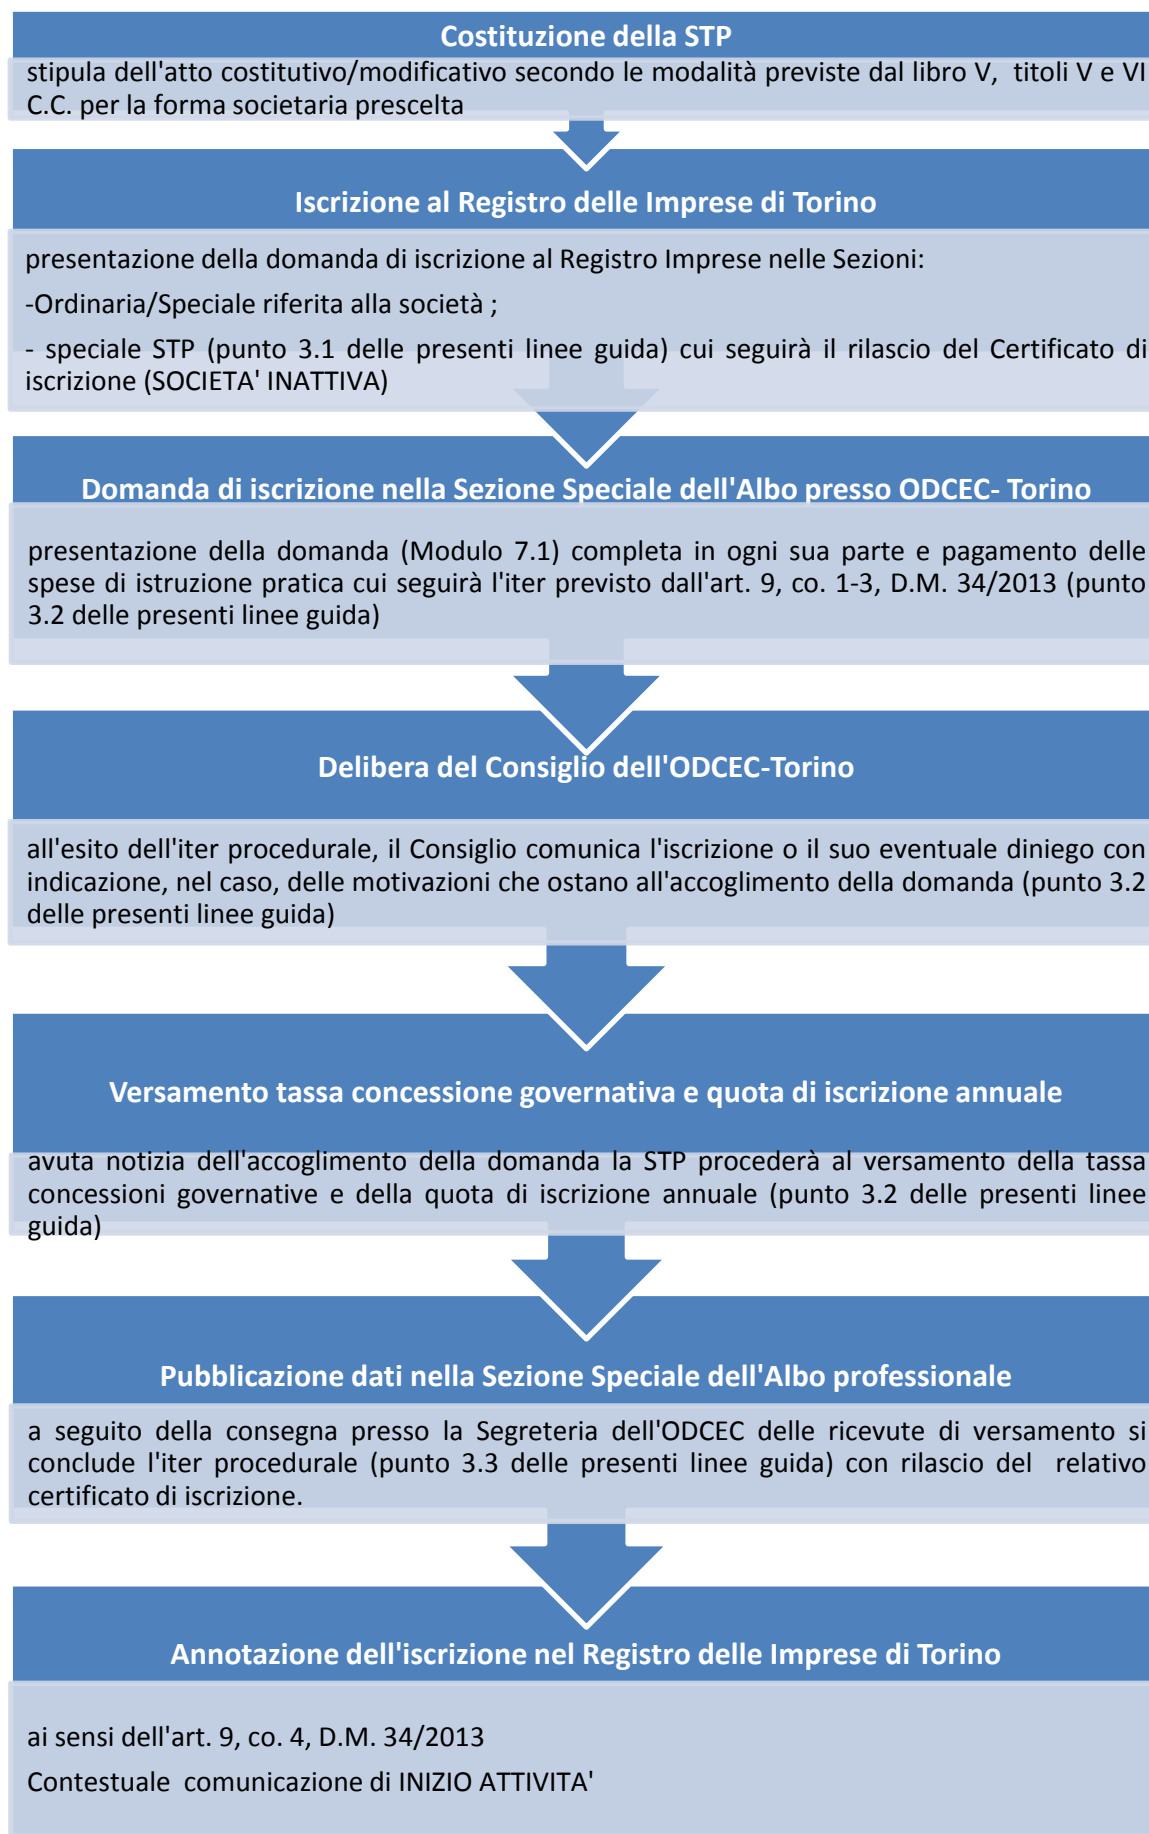 Costituzione della STP
stipula dell'atto costitutivo/modificativo secondo le modalità previste dal libro V, titoli V e VI
C.C. per la forma societaria prescelta
Iscrizione al Registro delle Imprese di Torino
presentazione della domanda di iscrizione al Registro Imprese nelle Sezioni:
-Ordinaria/Speciale riferita alla società ;
- speciale STP (punto 3.1 delle presenti linee guida) cui seguirà il rilascio del Certificato di
iscrizione (SOCIETA' INATTIVA)
Domanda di iscrizione nella Sezione Speciale dell'Albo presso ODCEC- Torino
presentazione della domanda (Modulo 7.1) completa in ogni sua parte e pagamento delle
spese di istruzione pratica cui seguirà l'iter previsto dall'art. 9, co. 1-3, D.M. 34/2013 (punto
3.2 delle presenti linee guida)
Delibera del Consiglio dell'ODCEC-Torino
all'esito dell'iter procedurale, il Consiglio comunica l'iscrizione o il suo eventuale diniego con
indicazione, nel caso, delle motivazioni che ostano all'accoglimento della domanda (punto 3.2
delle presenti linee guida)
Versamento tassa concessione governativa e quota di iscrizione annuale
avuta notizia dell'accoglimento della domanda la STP procederà al versamento della tassa
concessioni governative e della quota di iscrizione annuale (punto 3.2 delle presenti linee
guida)
Pubblicazione dati nella Sezione Speciale dell'Albo professionale
a seguito della consegna presso la Segreteria dell'ODCEC delle ricevute di versamento si
conclude l'iter procedurale (punto 3.3 delle presenti linee guida) con rilascio del relativo
certificato di iscrizione.
Annotazione dell'iscrizione nel Registro delle Imprese di Torino
ai sensi dell'art. 9, co. 4, D.M. 34/2013
Contestuale comunicazione di INIZIO ATTIVITA'